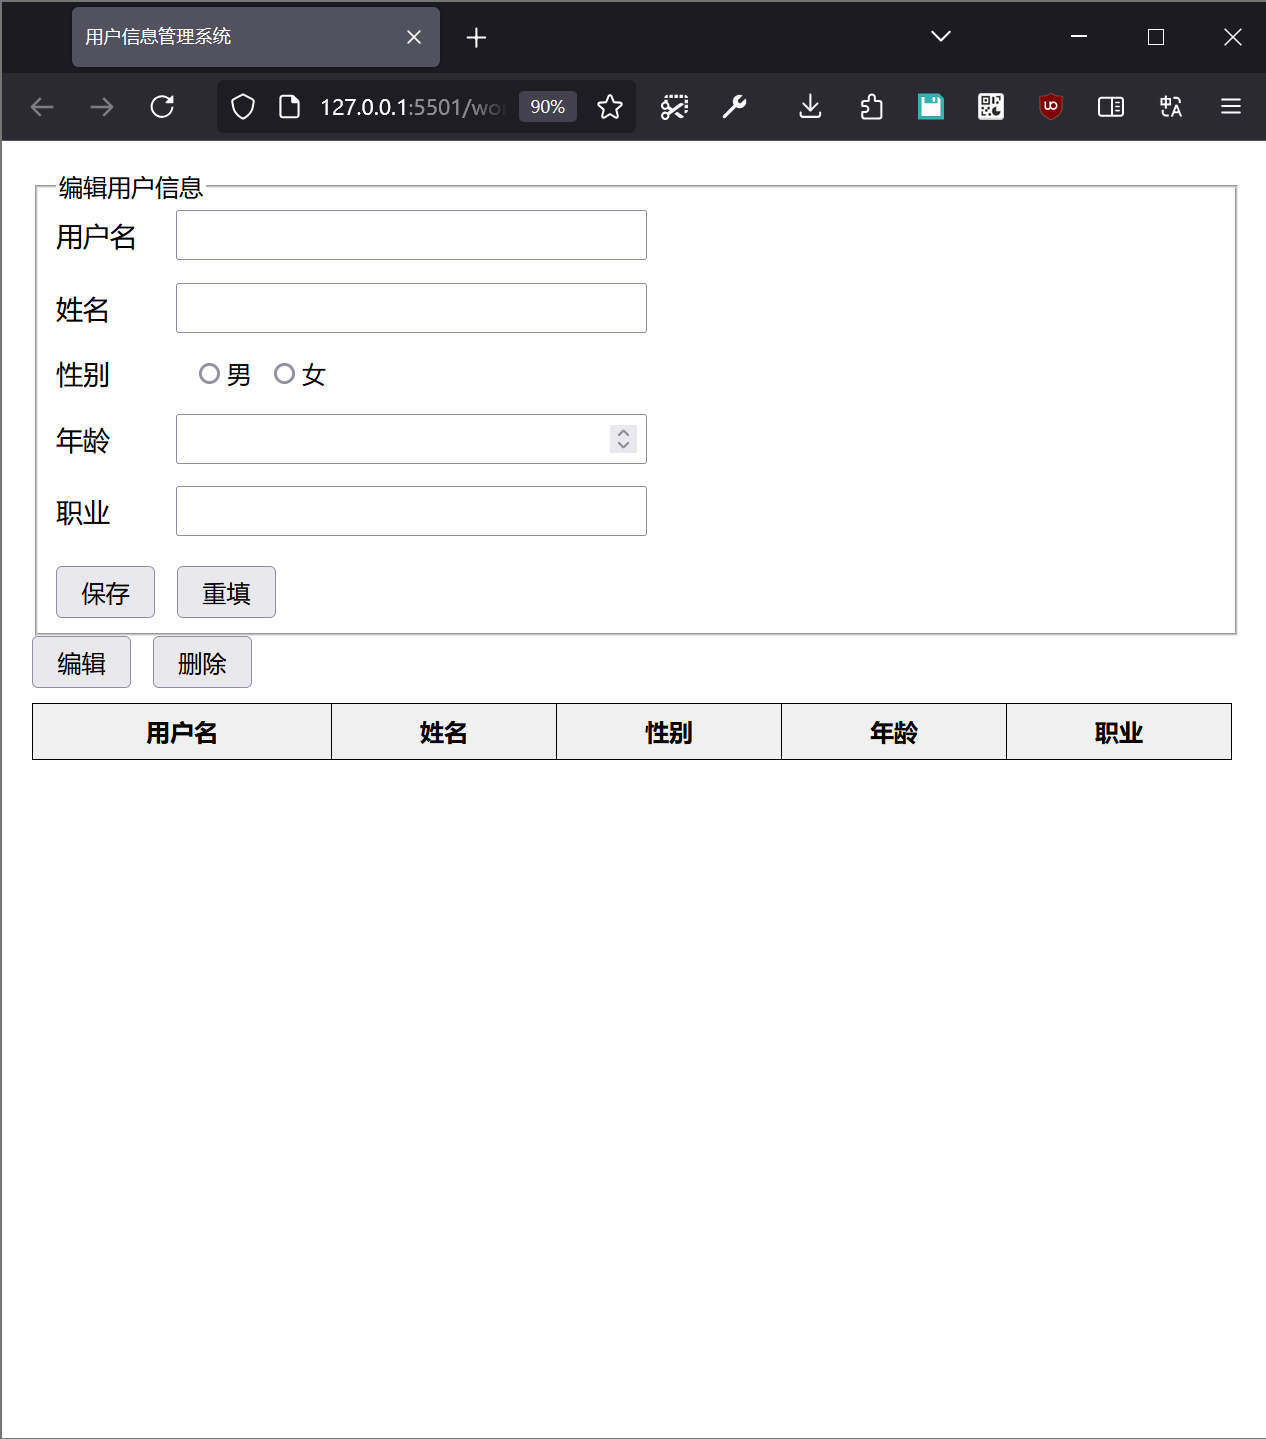 用户信息管理系统
127.0.0.1:5501/wo
90%
编辑用户信息
用户名
姓名
性别 男 女
年龄
职业
保存 重填
编辑 删除
用户名 姓名 性别 年龄 职业